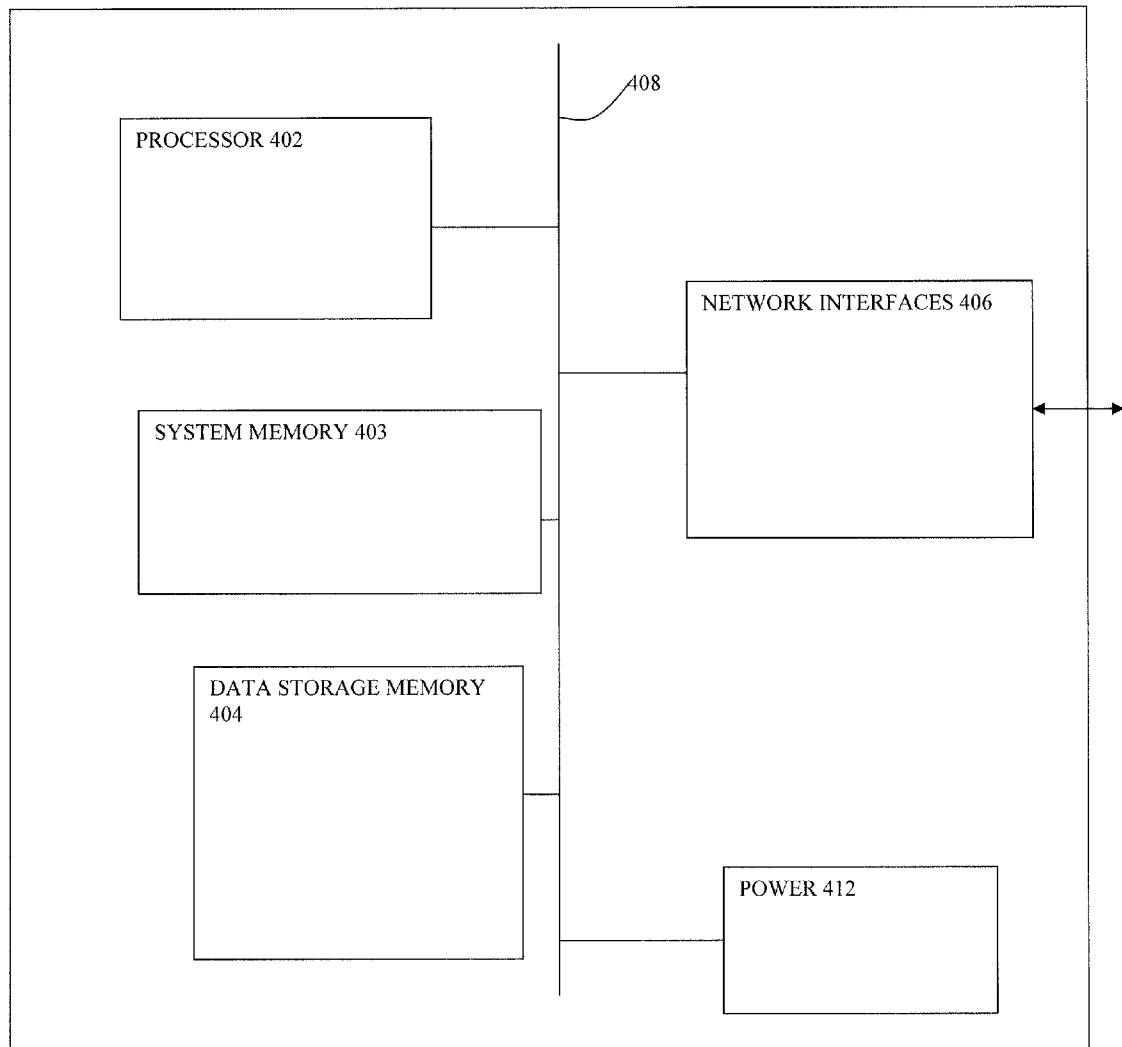 408
PROCESSOR 402
NETWORK INTERFACES 406
SYSTEM MEMORY 403
DATA STORAGE MEMORY
404
POWER 412